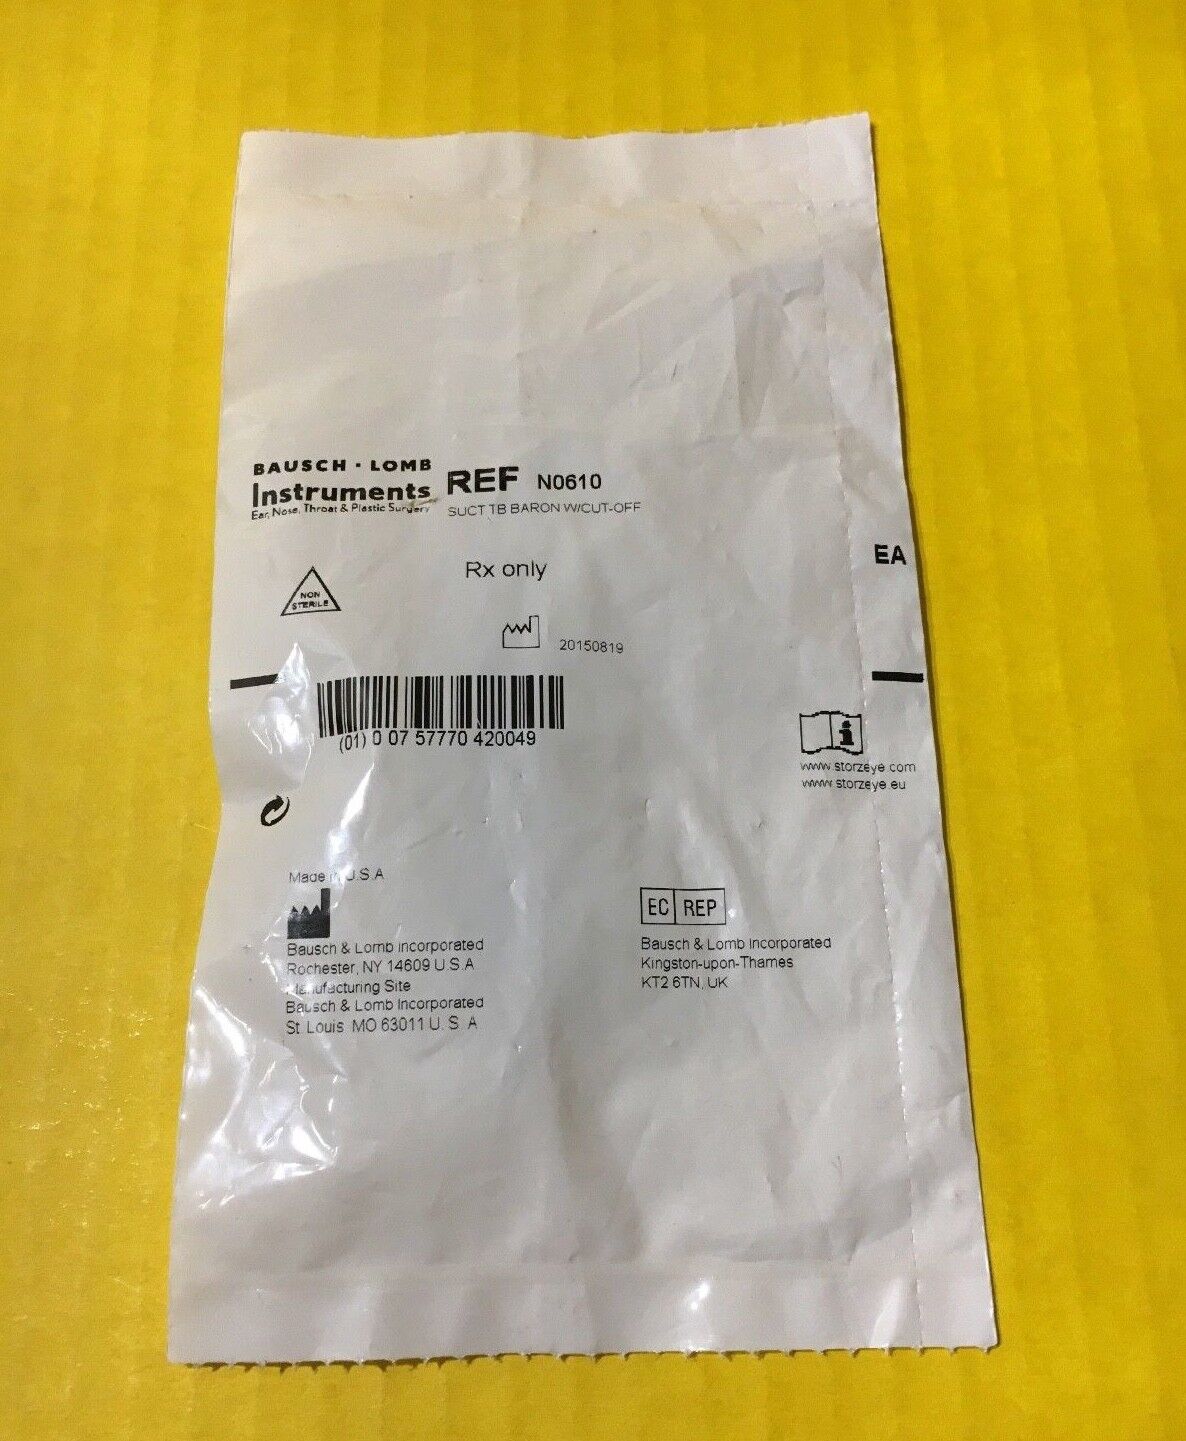 BAUSCH · LOMB
Instruments
Ear, Nose, Throat & Plastic Surgery
REF N0610
SUCT TB BARON W/CUT-OFF
EA
Rx only
NON
STERILE
20150819
(01) 0 07 57770 420049
i
www.storzeye.com
www.storzeye.eu
Made in U.S.A
Bausch & Lomb Incorporated
Rochester, NY 14609 U.S.A
Manufacturing Site
Bausch & Lomb Incorporated
St. Louis MO 63011 U. S. A
EC REP
Bausch & Lomb Incorporated
Kingston-upon-Thames
KT2 6TN, UK